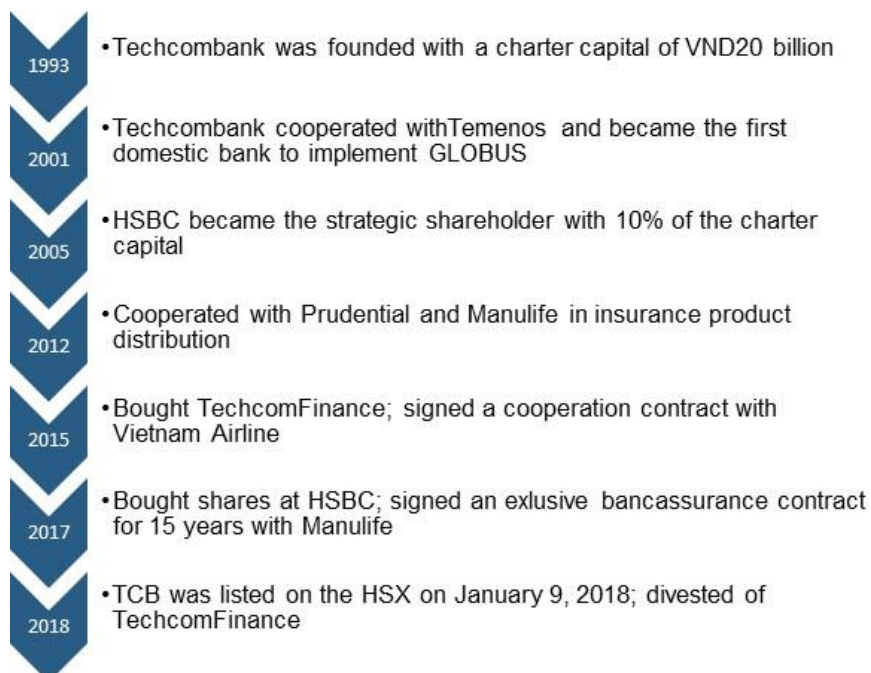 1993
•Techcombank was founded with a charter capital of VND20 billion
2001
•Techcombank cooperated withTemenos and became the first
domestic bank to implement GLOBUS
2005
•HSBC became the strategic shareholder with 10% of the charter
capital
2012
•Cooperated with Prudential and Manulife in insurance product
distribution
2015
•Bought TechcomFinance; signed a cooperation contract with
Vietnam Airline
2017
•Bought shares at HSBC; signed an exlusive bancassurance contract
for 15 years with Manulife
2018
•TCB was listed on the HSX on January 9, 2018; divested of
TechcomFinance